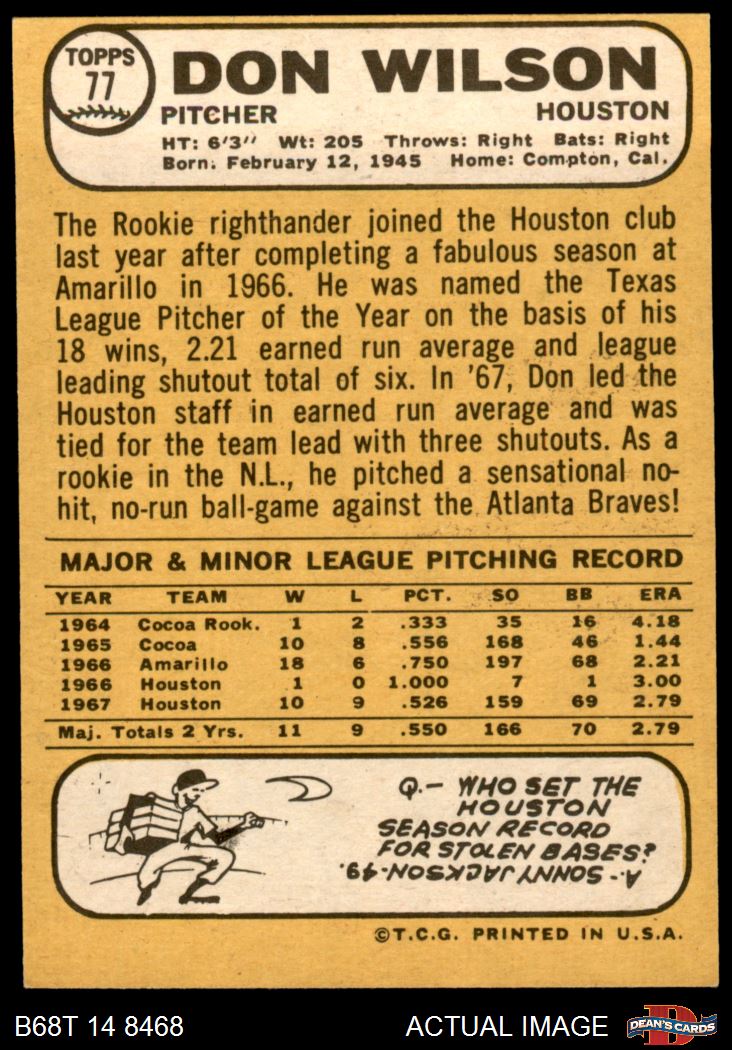 TOPPS
77
DON WILSON
PITCHER HOUSTON
HT: 6'3" Wt: 205 Throws: Right Bats: Right
Born: February 12, 1945 Home: Compton, Cal.
The Rookie righthander joined the Houston club
last year after completing a fabulous season at
Amarillo in 1966. He was named the Texas
League Pitcher of the Year on the basis of his
18 wins, 2.21 earned run average and league
leading shutout total of six. In '67, Don led the
Houston staff in earned run average and was
tied for the team lead with three shutouts. As a
rookie in the N.L., he pitched a sensational no-
hit, no-run ball-game against the Atlanta Braves!
MAJOR & MINOR LEAGUE PITCHING RECORD
YEAR TEAM W L PCT. SO BB ERA
1964 Cocoa Rook. 1 2 .333 35 16 4.18
1965 Cocoa 10 8 .556 168 46 1.44
1966 Amarillo 18 6 .750 197 68 2.21
1966 Houston 1 0 1.000 7 1 3.00
1967 Houston 10 9 .526 159 69 2.79
Maj. Totals 2 Yrs. 11 9 .550 166 70 2.79
Q.- WHO SET THE
HOUSTON
SEASON RECORD
FOR STOLEN BASES?
A.- SONNY JACKSON-49.
©T.C.G. PRINTED IN U.S.A.
B68T 14 8468 ACTUAL IMAGE
D
DEAN'S CARDS